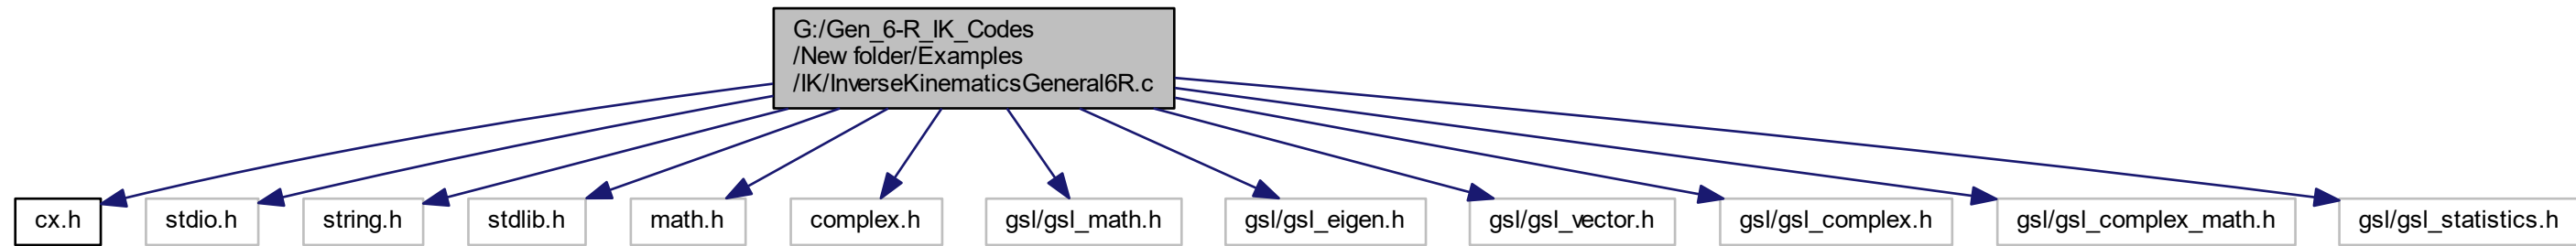 G:/Gen_6-R_IK_Codes
/New folder/Examples
/IK/InverseKinematicsGeneral6R.c
cx.h
stdio.h
string.h
stdlib.h
math.h
complex.h
gsl/gsl_math.h
gsl/gsl_eigen.h
gsl/gsl_vector.h
gsl/gsl_complex.h
gsl/gsl_complex_math.h
gsl/gsl_statistics.h